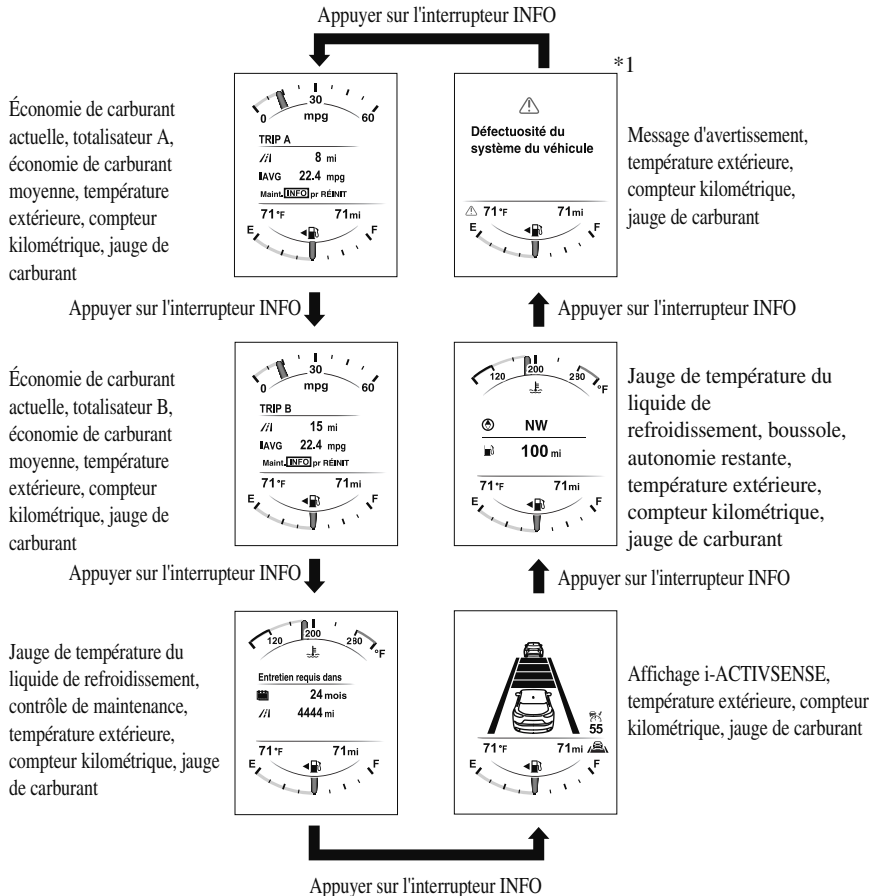 Appuyer sur l'interrupteur INFO
Économie de carburant
actuelle, totalisateur A,
économie de carburant
moyenne, température
extérieure, compteur
kilométrique, jauge de
carburant
0 30 60
mpg
TRIP A
8 mi
AVG 22.4 mpg
Maint. INFO pr RÉINIT
71°F 71mi
E F
*1
Défectuosité du
système du véhicule
71°F 71mi
E F
Message d'avertissement,
température extérieure,
compteur kilométrique,
jauge de carburant
Appuyer sur l'interrupteur INFO
Appuyer sur l'interrupteur INFO
Économie de carburant
actuelle, totalisateur B,
économie de carburant
moyenne, température
extérieure, compteur
kilométrique, jauge de
carburant
0 30 60
mpg
TRIP B
15 mi
AVG 22.4 mpg
Maint. INFO pr RÉINIT
71°F 71mi
E F
120 200 280 °F
NW
100 mi
71°F 71mi
E F
Jauge de température du
liquide de
refroidissement, boussole,
autonomie restante,
température extérieure,
compteur kilométrique,
jauge de carburant
Appuyer sur l'interrupteur INFO
Appuyer sur l'interrupteur INFO
Jauge de température du
liquide de refroidissement,
contrôle de maintenance,
température extérieure,
compteur kilométrique, jauge
de carburant
120 200 280 °F
Entretien requis dans
24 mois
4444 mi
71°F 71mi
E F
55
71°F 71mi
E F
Affichage i-ACTIVSENSE,
température extérieure, compteur
kilométrique, jauge de carburant
Appuyer sur l'interrupteur INFO